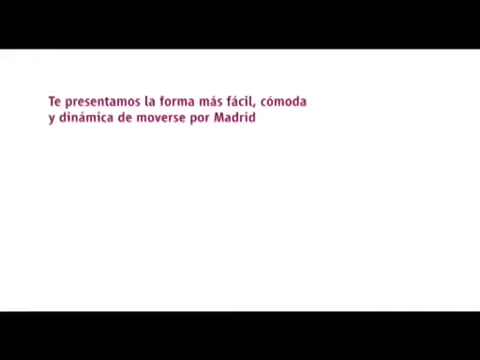 Te presentamos la forma más fácil, cómoda
y dinámica de moverse por Madrid